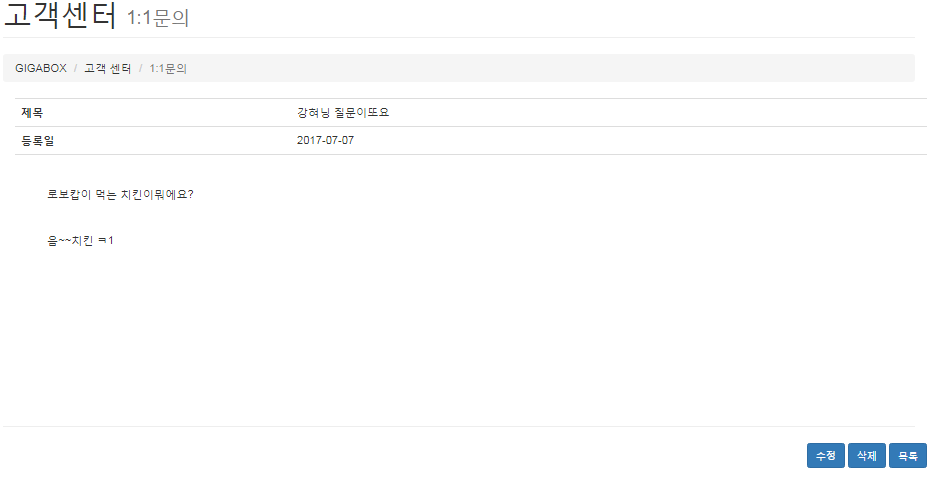 고객센터 1:1문의
GIGABOX / 고객 센터 / 1:1문의
제목 강혀닝 질문이뜨요
등록일 2017-07-07
로보캅이 먹는 치킨이뭐에요?
음~~치킨 ㅋ1
수정 삭제 목록